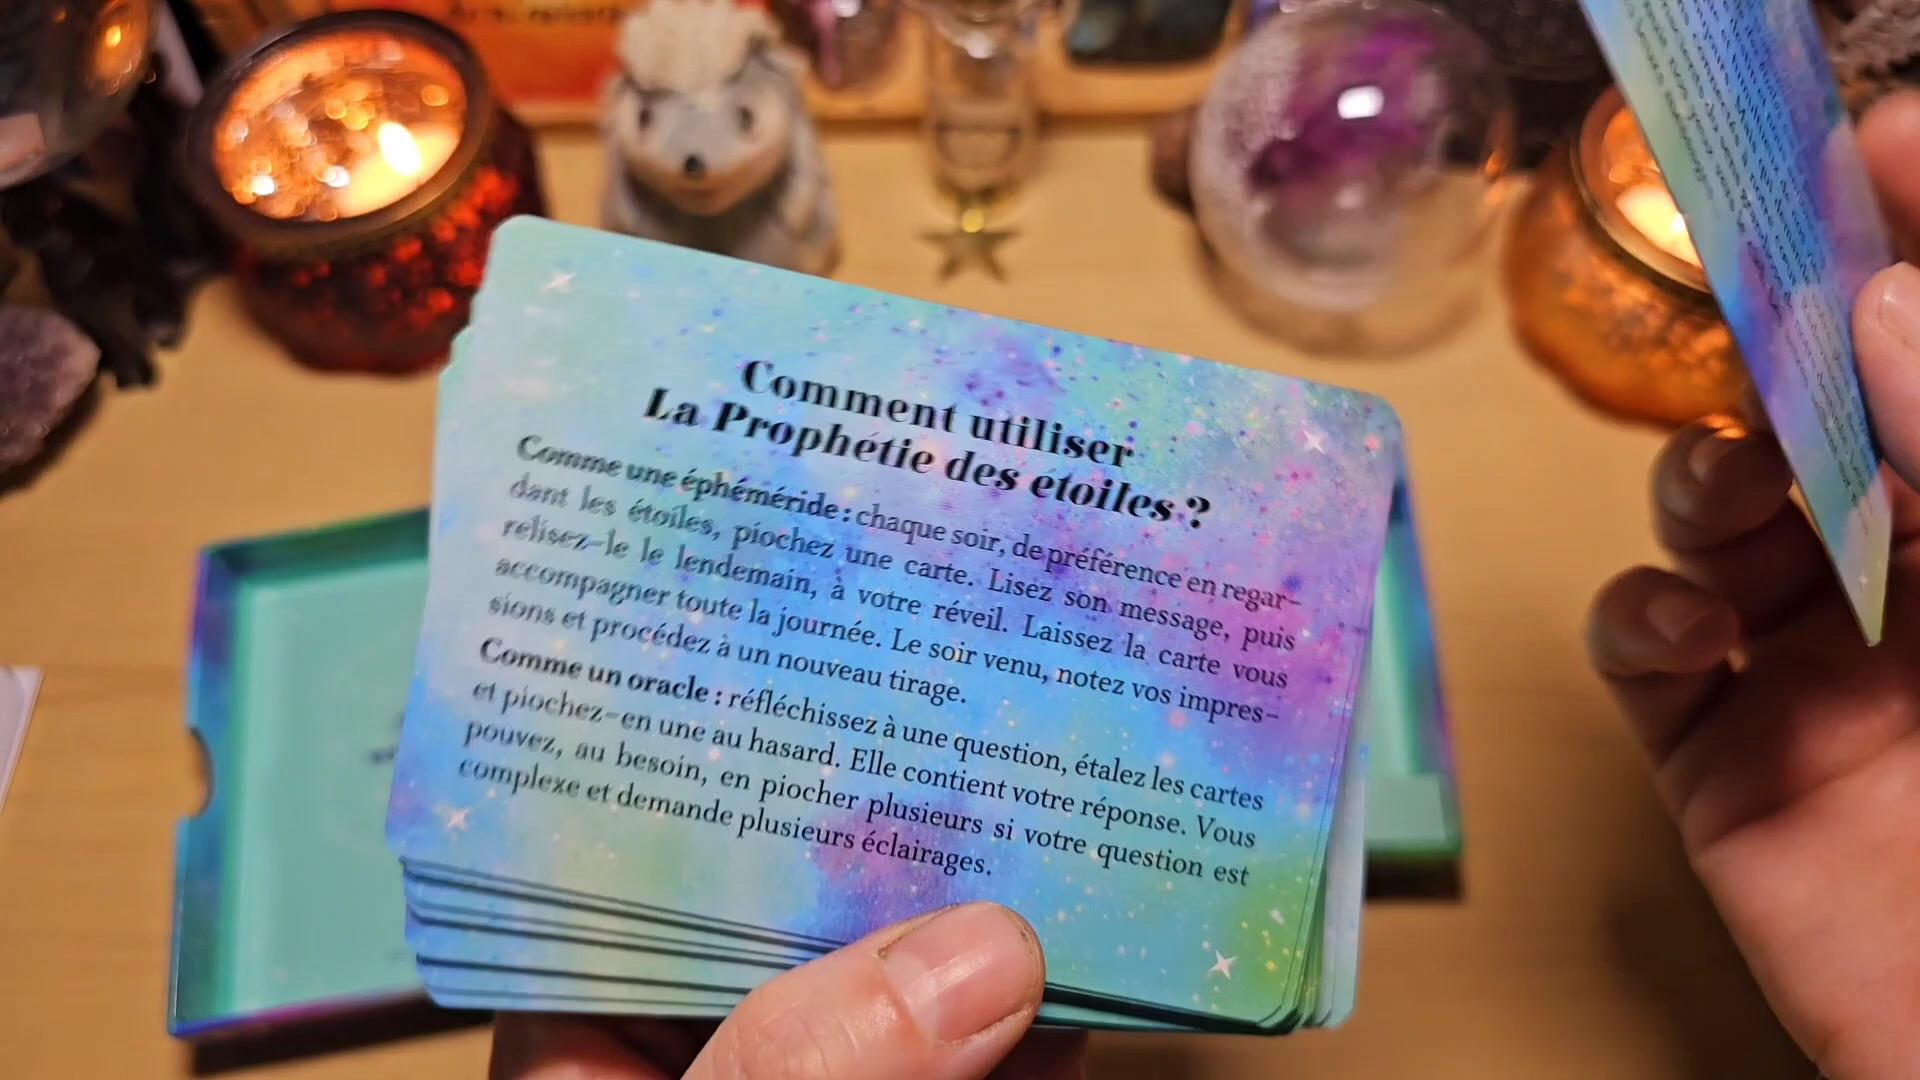 Comment utiliser
La Prophétie des étoiles ?
Comme une éphéméride : chaque soir, de préférence en regar-
dant les étoiles, piochez une carte. Lisez son message, puis
relisez-le le lendemain, à votre réveil. Laissez la carte vous
accompagner toute la journée. Le soir venu, notez vos impres-
sions et procédez à un nouveau tirage.
Comme un oracle : réfléchissez à une question, étalez les cartes
et piochez-en une au hasard. Elle contient votre réponse. Vous
pouvez, au besoin, en piocher plusieurs si votre question est
complexe et demande plusieurs éclairages.